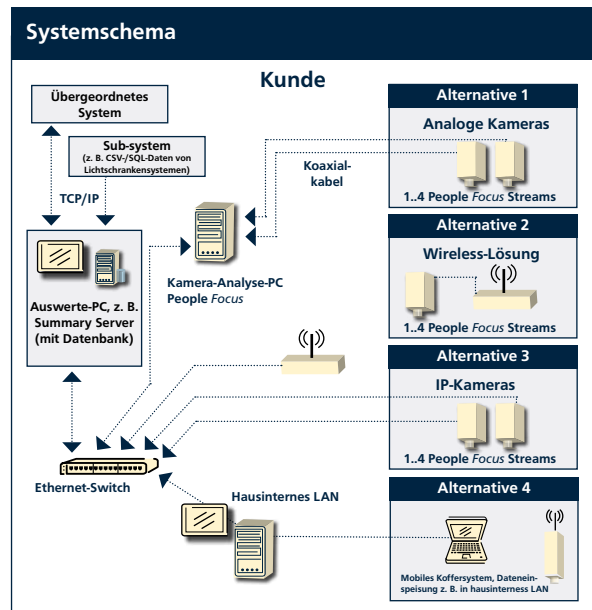 Systemschema
Kunde
Übergeordnetes
System
Sub-system
(z. B. CSV-/SQL-Daten von
Lichtschrankensystemen)
TCP/IP
Auswerte-PC, z. B.
Summary Server
(mit Datenbank)
Koaxial-
kabel
Kamera-Analyse-PC
People Focus
Ethernet-Switch
Hausinternes LAN
Alternative 1
Analoge Kameras
1..4 People Focus Streams
Alternative 2
Wireless-Lösung
1..4 People Focus Streams
Alternative 3
IP-Kameras
1..4 People Focus Streams
Alternative 4
Mobiles Koffersystem, Datenein-
speisung z. B. in hausinterness LAN